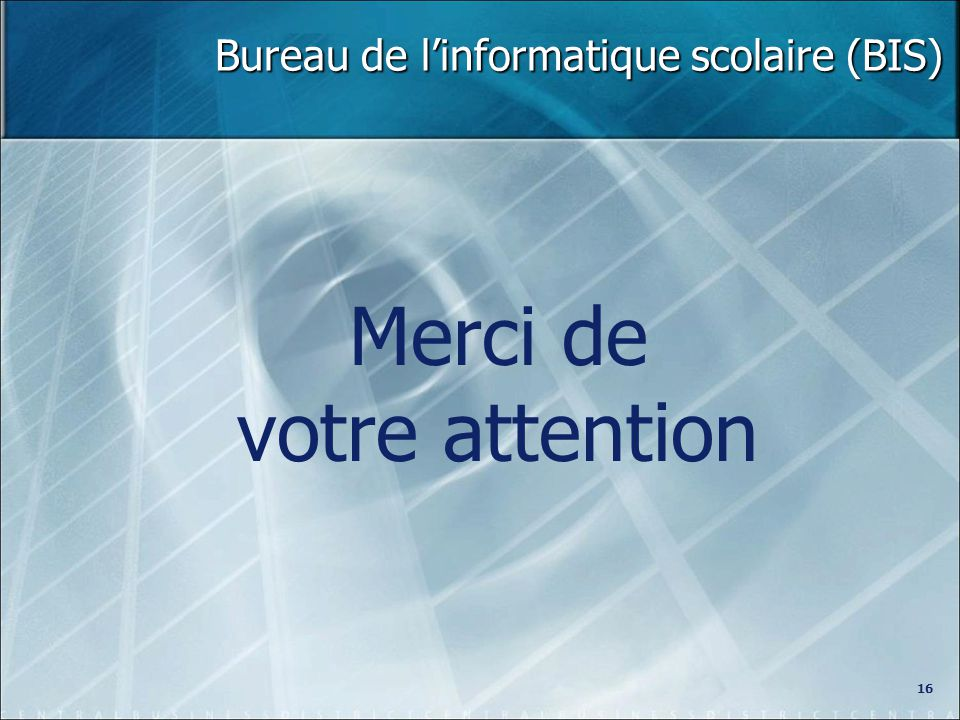 Bureau de l’informatique scolaire (BIS)
Merci de
votre attention
16
C E N T R A L B U S I N E S S D I S T R I C T C E N T R A